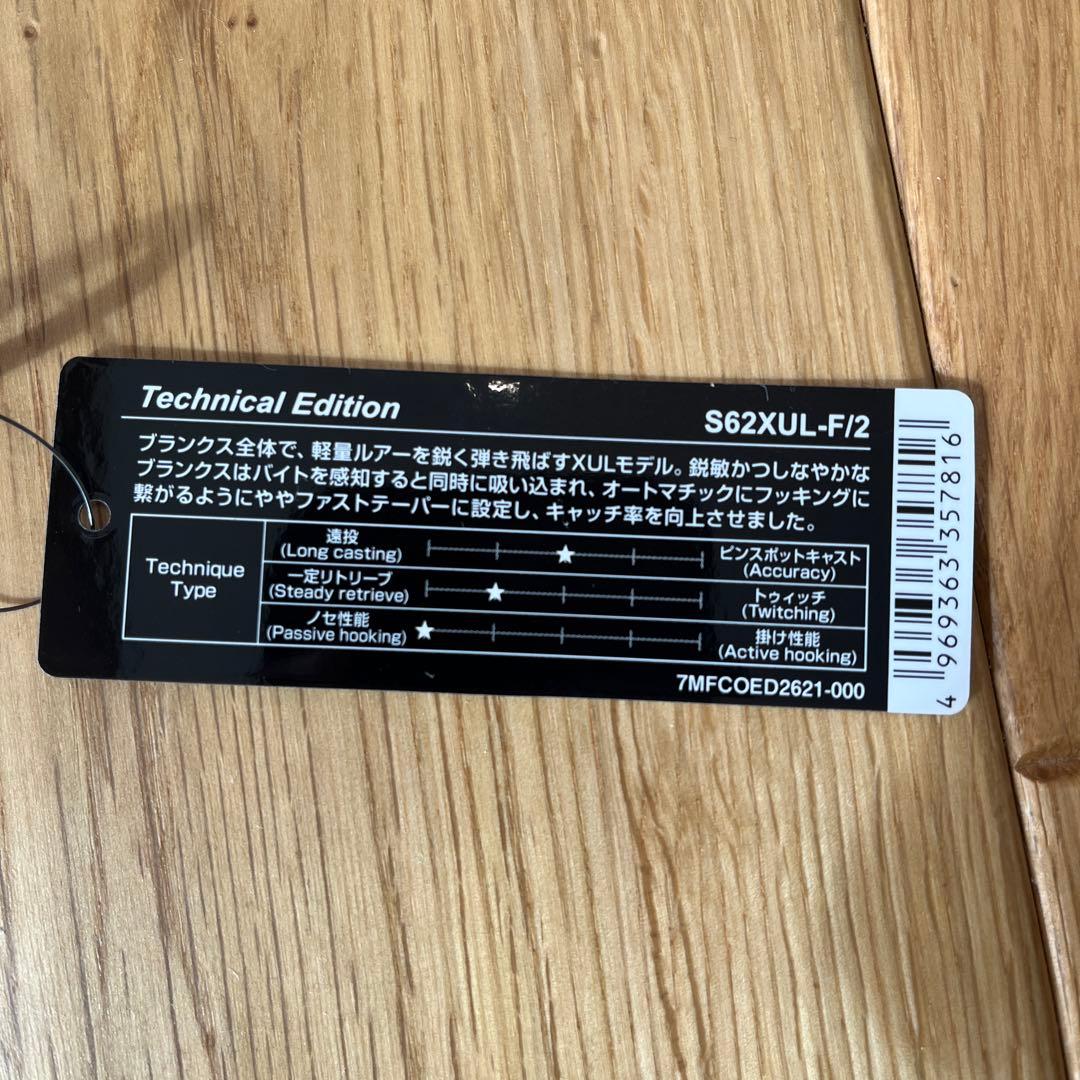 Technical Edition
S62XUL-F/2
ブランクス全体で、軽量ルアーを鋭く弾き飛ばすXULモデル。鋭敏かつしなやかな
ブランクスはバイトを感知すると同時に吸い込まれ、オートマチックにフッキングに
繋がるようにややファストテーパーに設定し、キャッチ率を向上させました。
Technique
Type
遠投
(Long casting)
ピンスポットキャスト
(Accuracy)
一定リトリーブ
(Steady retrieve)
トゥィッチ
(Twitching)
ノセ性能
(Passive hooking)
掛け性能
(Active hooking)
7MFCOED2621-000
4 969363 357816